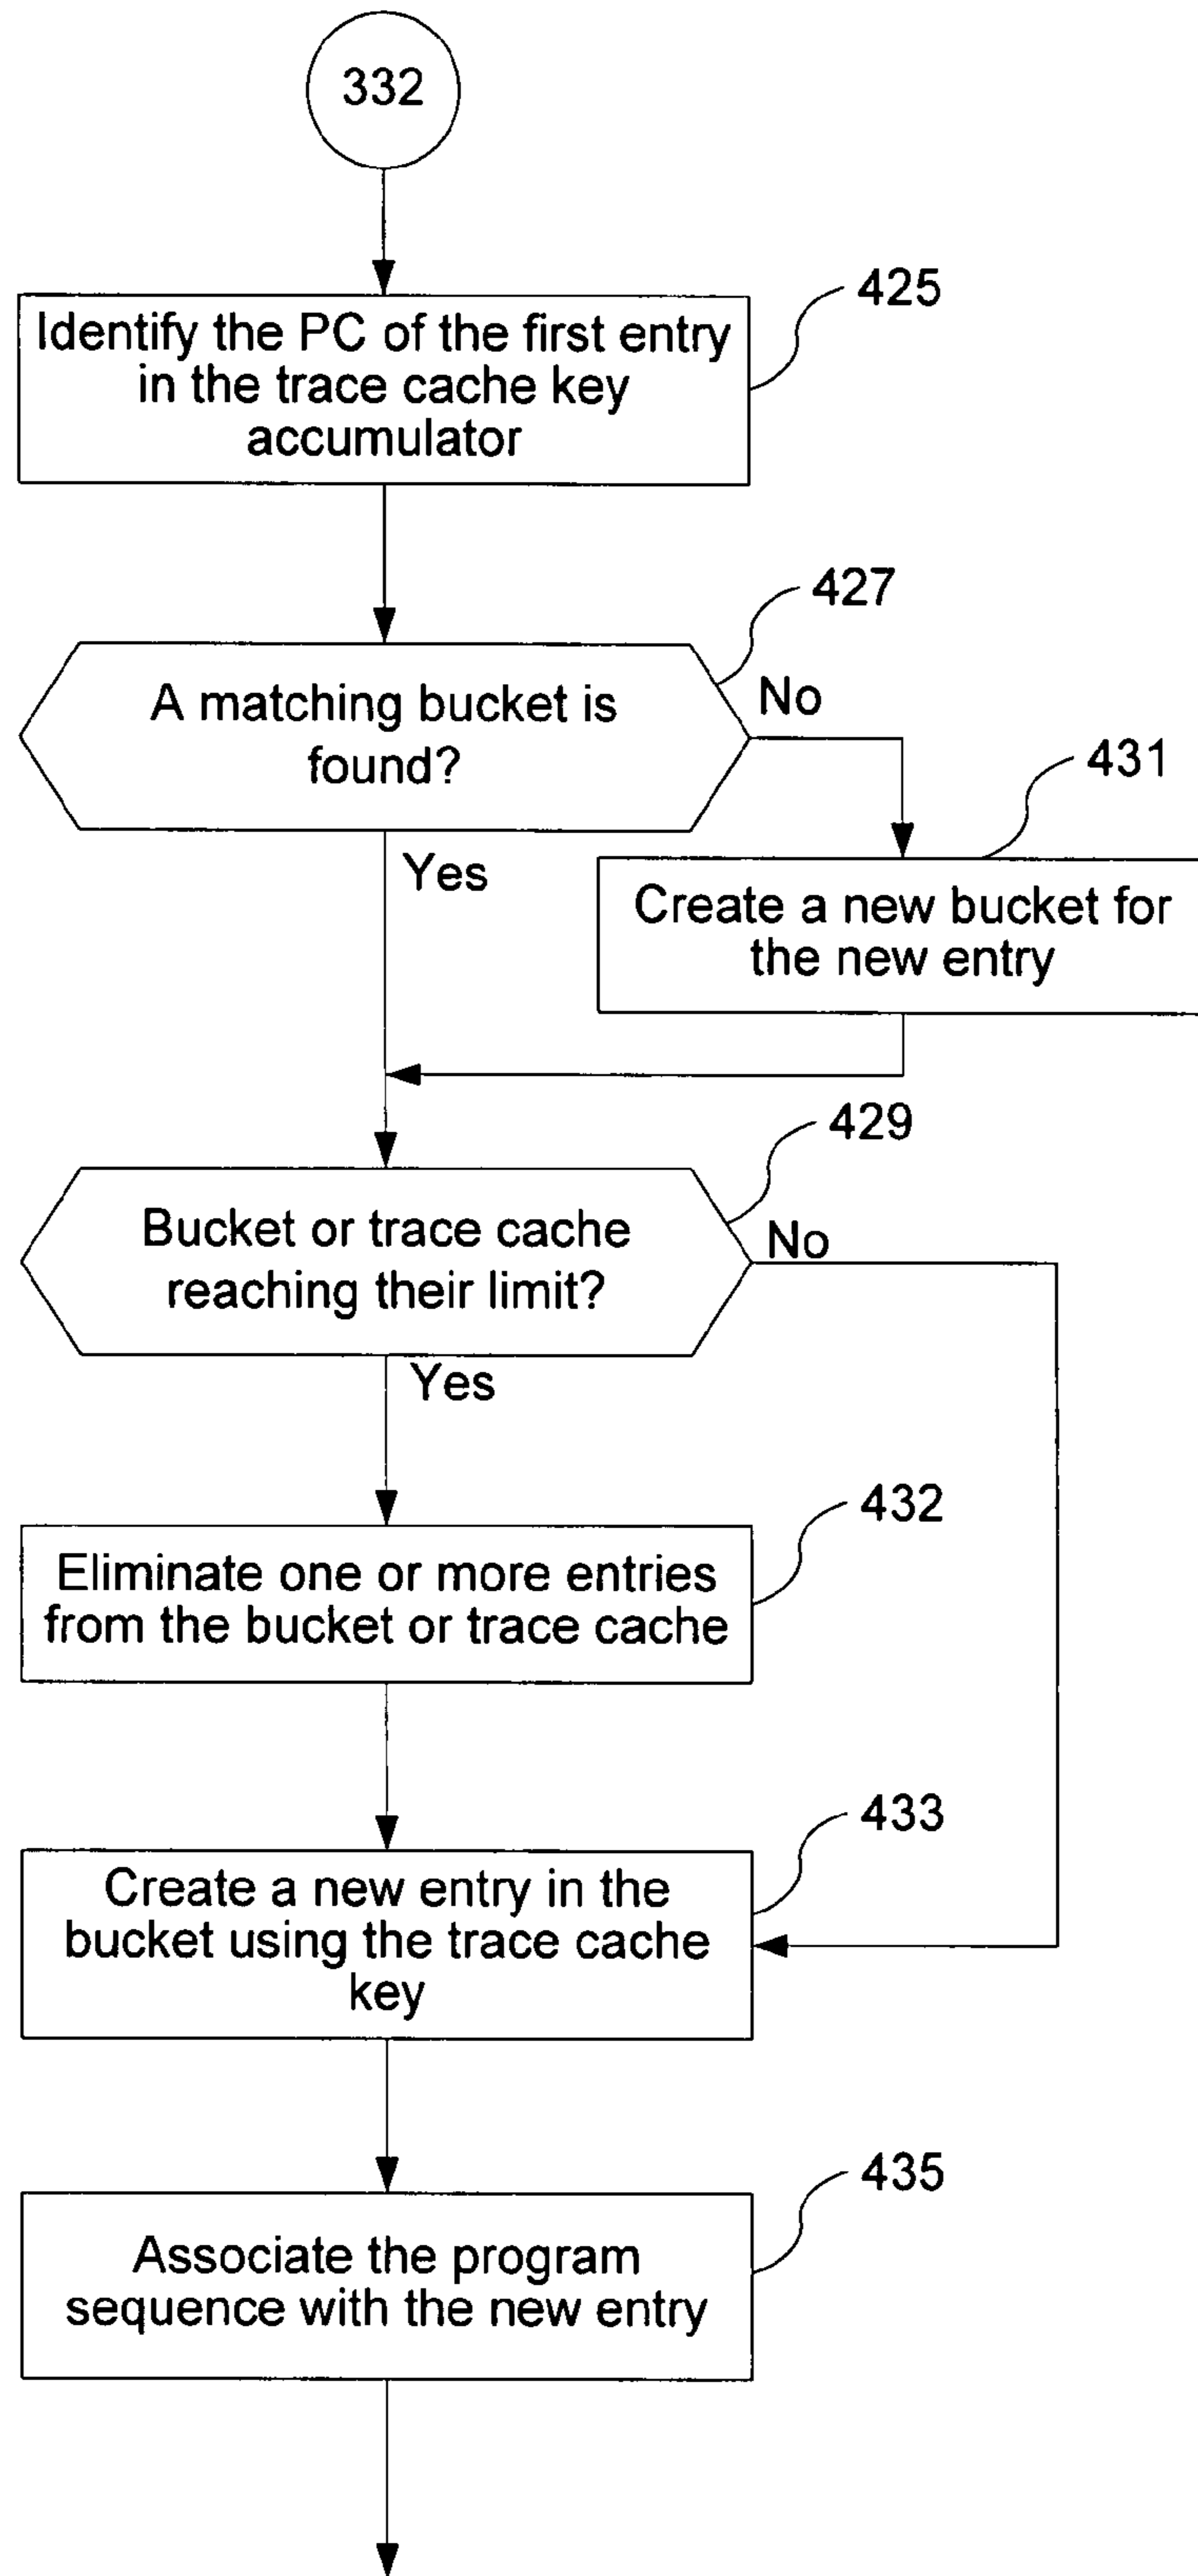 332
425
Identify the PC of the first entry
in the trace cache key
accumulator
427
A matching bucket is
found?
No
431
Yes
Create a new bucket for
the new entry
429
Bucket or trace cache
reaching their limit?
No
Yes
432
Eliminate one or more entries
from the bucket or trace cache
433
Create a new entry in the
bucket using the trace cache
key
435
Associate the program
sequence with the new entry